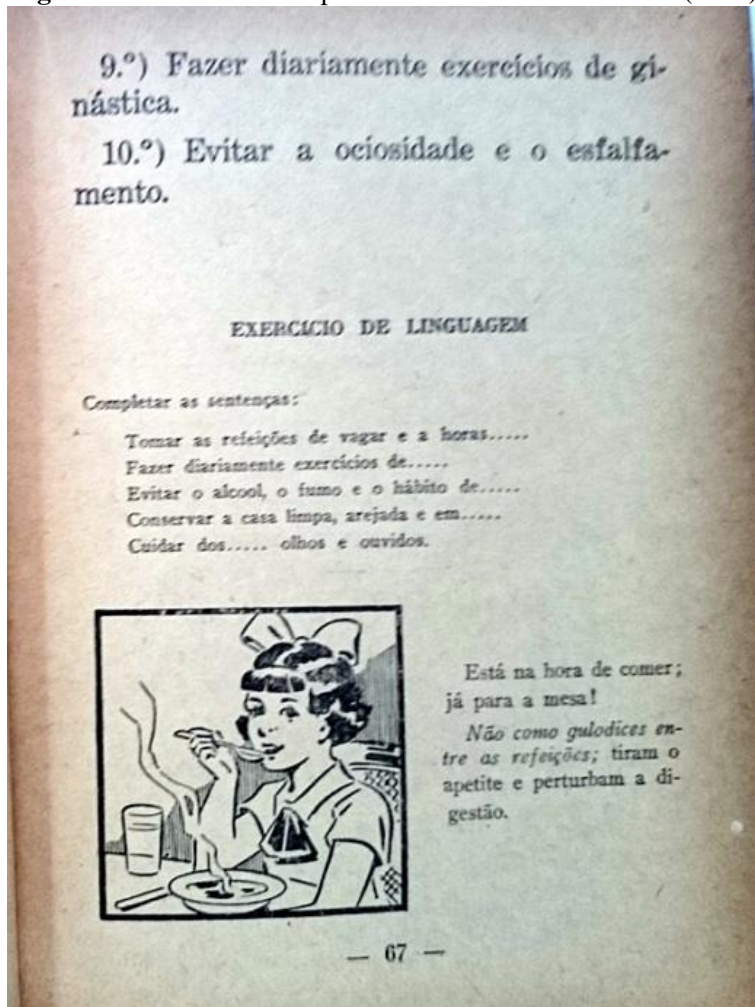 9.º) Fazer diariamente exercícios de gi-
nástica.
10.º) Evitar a ociosidade e o esfalfa-
mento.
EXERCÍCIO DE LINGUAGEM
Completar as sentenças:
Tomar as refeições de vagar e a horas.....
Fazer diariamente exercícios de.....
Evitar o alcool, o fumo e o hábito de.....
Conservar a casa limpa, arejada e em.....
Cuidar dos..... olhos e ouvidos.
Está na hora de comer;
já para a mesa!
Não como gulodices en-
tre as refeições; tiram o
apetite e perturbam a di-
gestão.
— 67 —